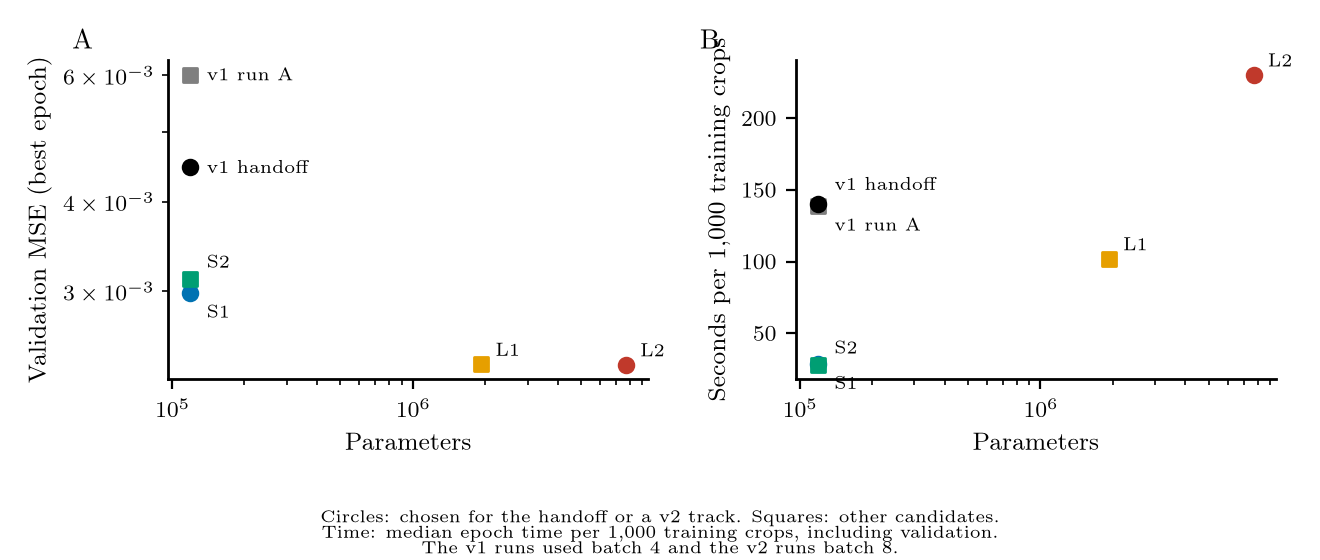 A
Validation MSE (best epoch)
6 × 10⁻³
4 × 10⁻³
3 × 10⁻³
v1 run A
v1 handoff
S2
S1
L1
L2
10⁵
10⁶
Parameters
B
Seconds per 1,000 training crops
200
150
100
50
L2
v1 handoff
v1 run A
L1
S2
S1
10⁵
10⁶
Parameters
Circles: chosen for the handoff or a v2 track. Squares: other candidates.
Time: median epoch time per 1,000 training crops, including validation.
The v1 runs used batch 4 and the v2 runs batch 8.